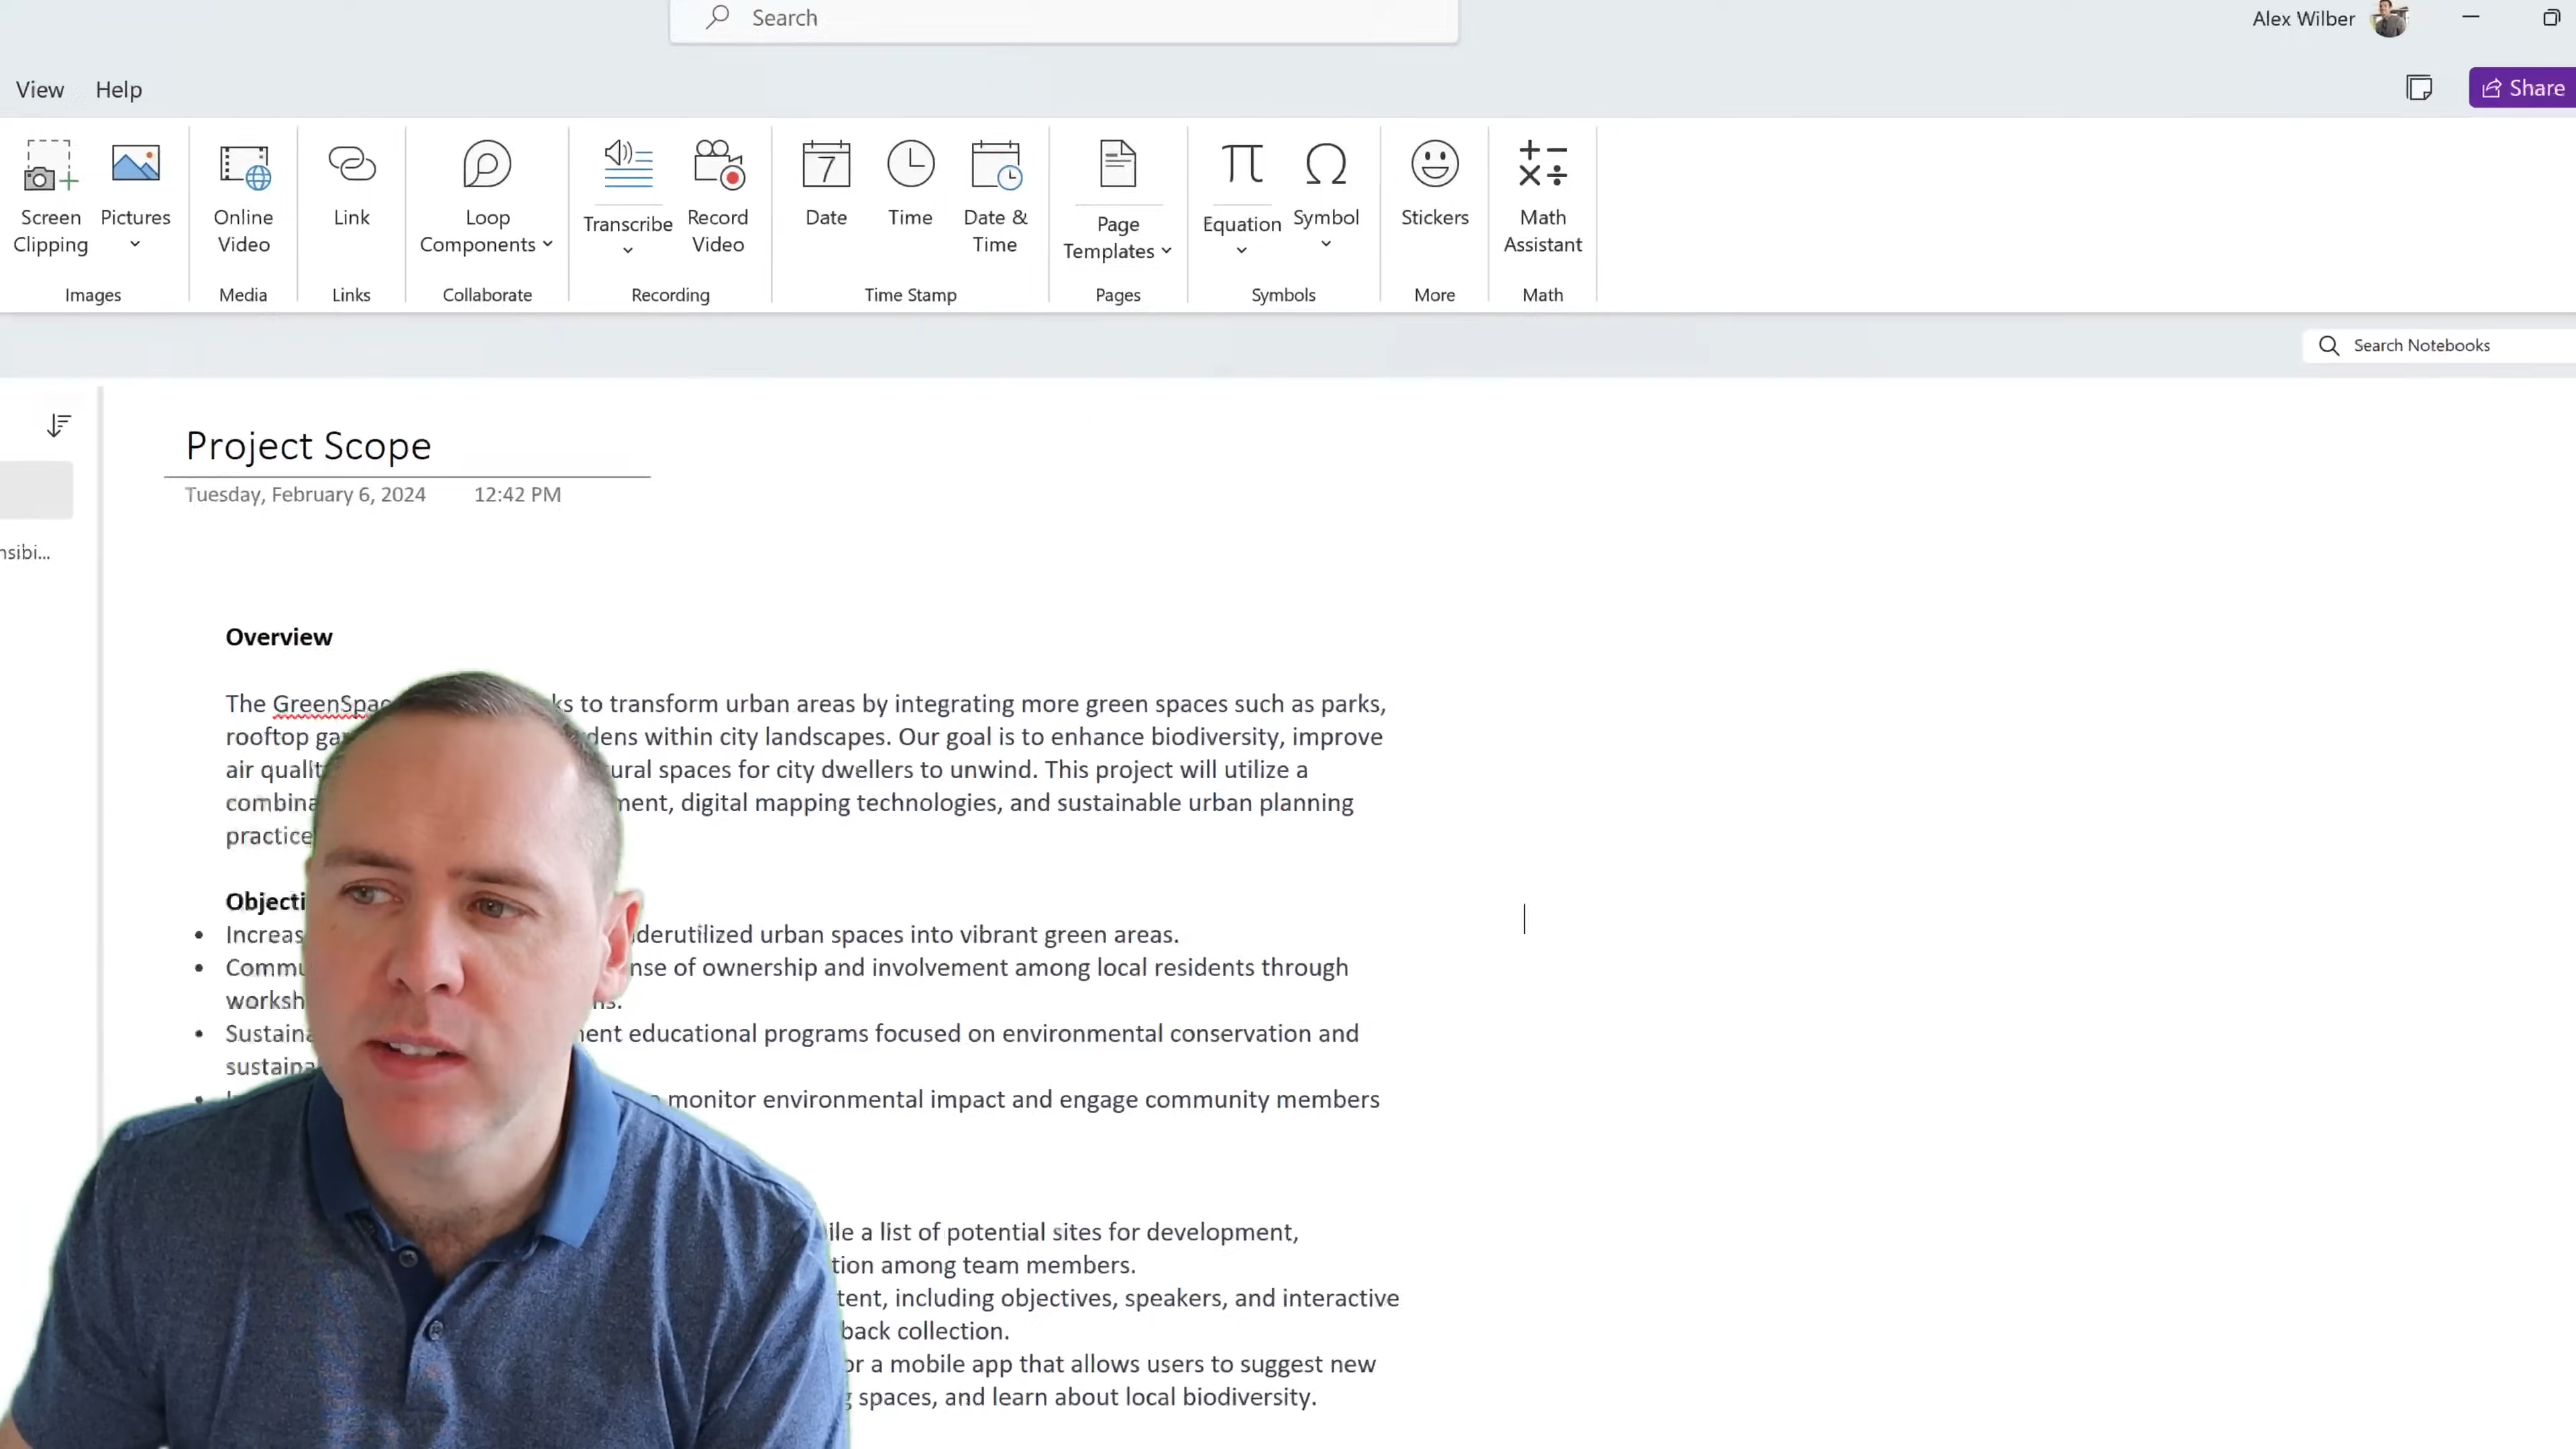 Search
Alex Wilber
View Help
Share
Screen Clipping
Pictures
Online Video
Link
Loop Components
Transcribe
Record Video
7
Date
Time
Date & Time
Page Templates
Equation
Symbol
Stickers
Math Assistant
Images
Media
Links
Collaborate
Recording
Time Stamp
Pages
Symbols
More
Math
Search Notebooks
nsibi...
Project Scope
Tuesday, February 6, 2024 12:42 PM
Overview
The GreenSpac ks to transform urban areas by integrating more green spaces such as parks,
rooftop ga dens within city landscapes. Our goal is to enhance biodiversity, improve
air qualit ural spaces for city dwellers to unwind. This project will utilize a
combina ment, digital mapping technologies, and sustainable urban planning
practice
Objecti
• Increas derutilized urban spaces into vibrant green areas.
• Commu nse of ownership and involvement among local residents through
worksh ns.
• Sustaina ment educational programs focused on environmental conservation and
sustaina
• monitor environmental impact and engage community members
ile a list of potential sites for development,
tion among team members.
tent, including objectives, speakers, and interactive
back collection.
or a mobile app that allows users to suggest new
g spaces, and learn about local biodiversity.